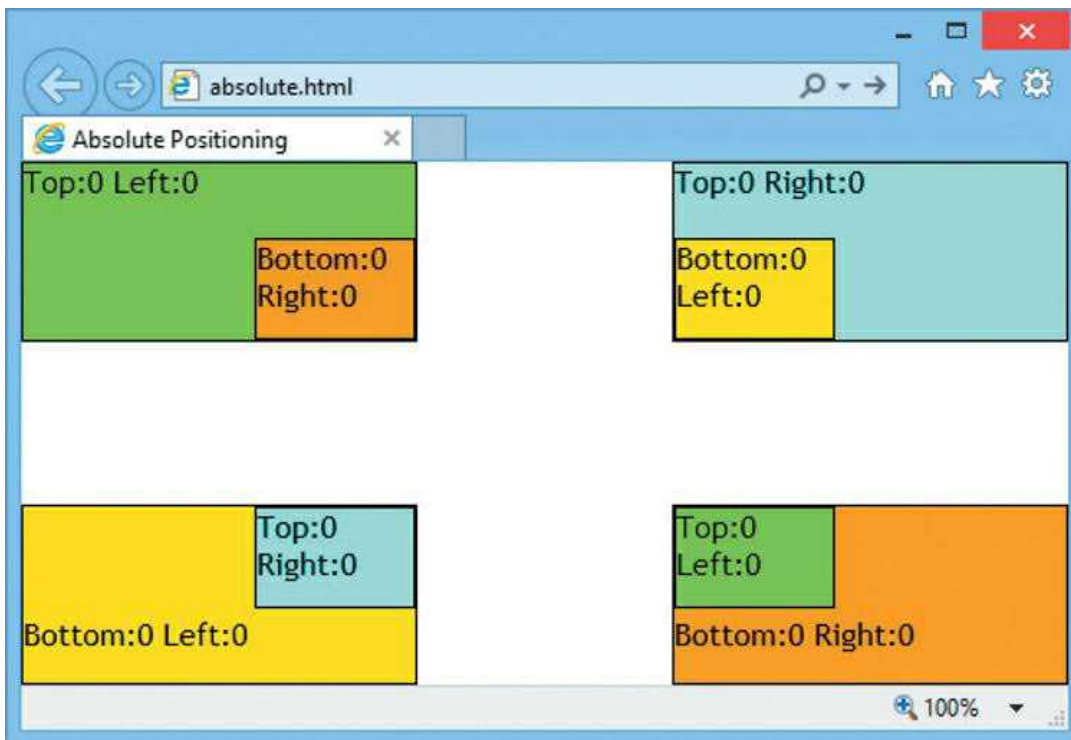 absolute.html
Absolute Positioning
Top:0 Left:0
Bottom:0
Right:0
Top:0 Right:0
Bottom:0
Left:0
Top:0
Right:0
Bottom:0 Left:0
Top:0
Left:0
Bottom:0 Right:0
100%